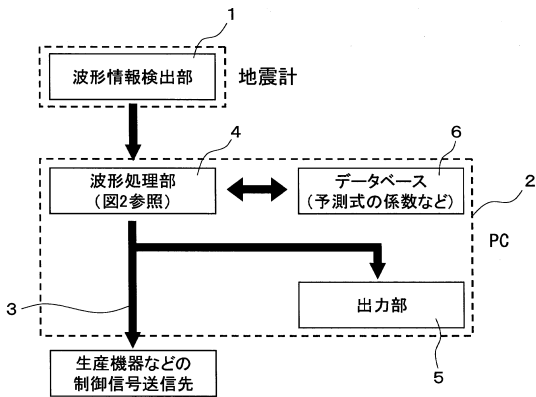 1
波形情報検出部
地震計
4
6
波形処理部
(図2参照)
データベース
(予測式の係数など)
2
PC
3
出力部
5
生産機器などの
制御信号送信先